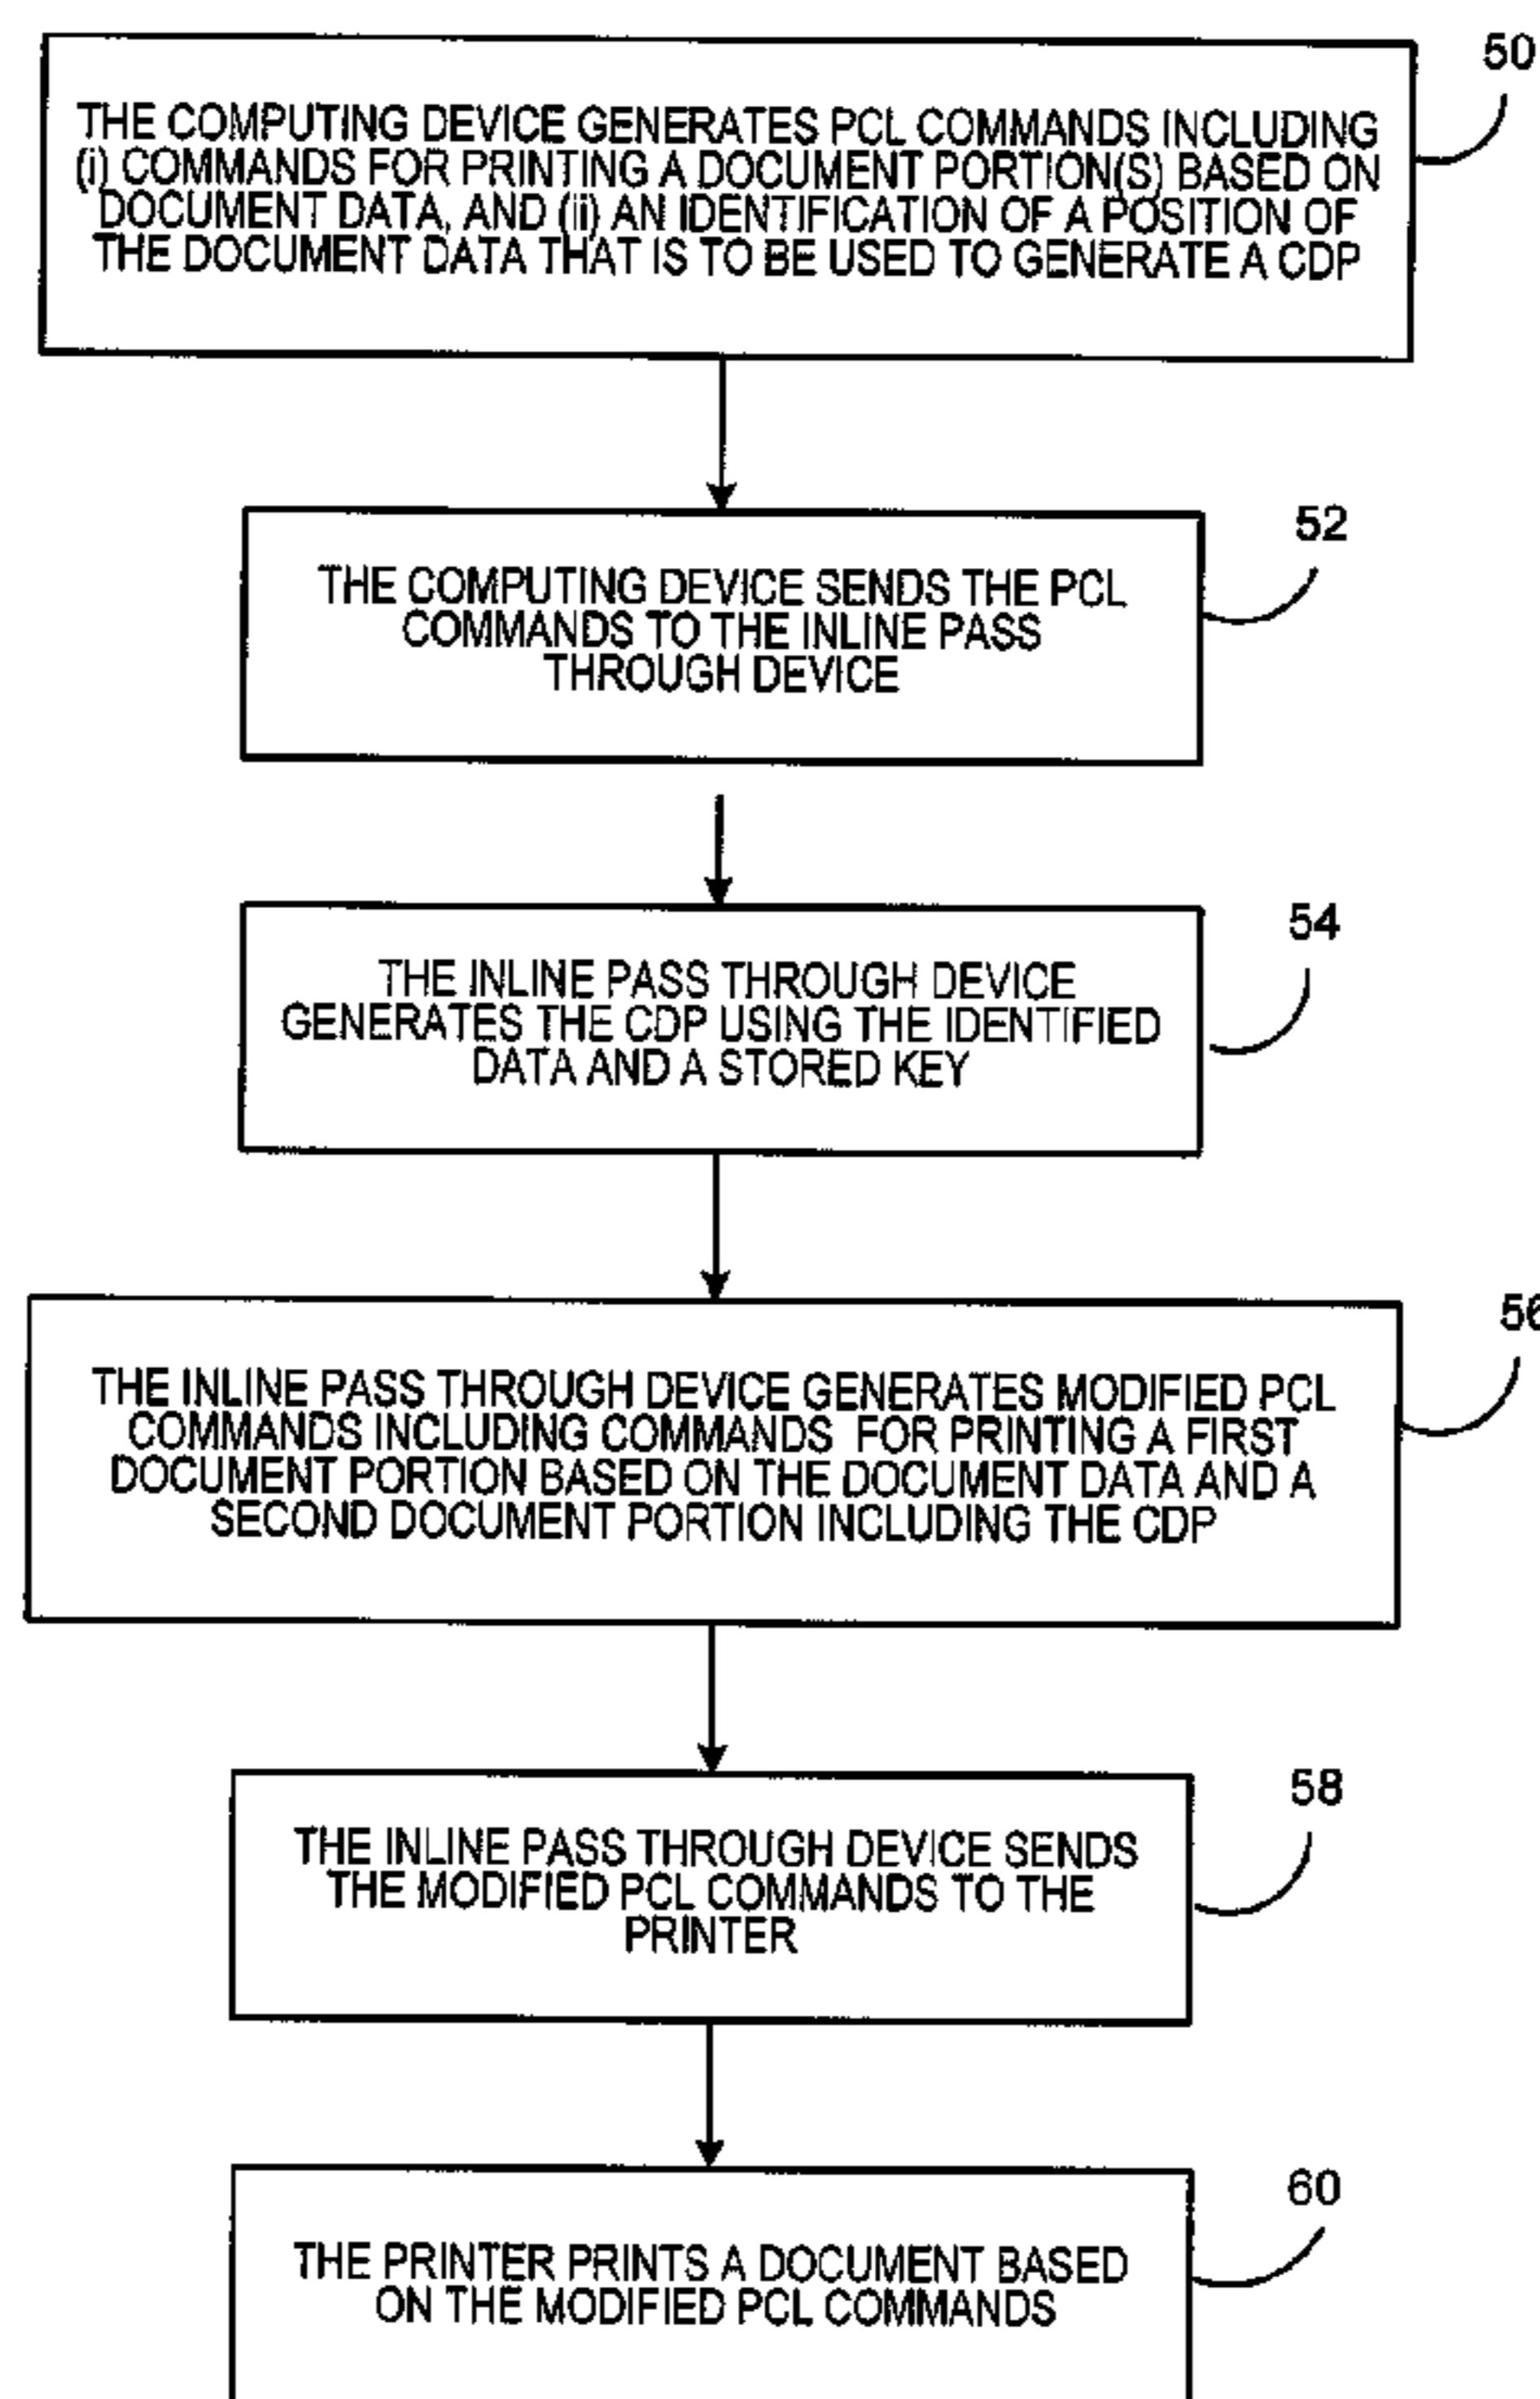 50
THE COMPUTING DEVICE GENERATES PCL COMMANDS INCLUDING
(i) COMMANDS FOR PRINTING A DOCUMENT PORTION(S) BASED ON
DOCUMENT DATA, AND (ii) AN IDENTIFICATION OF A POSITION OF
THE DOCUMENT DATA THAT IS TO BE USED TO GENERATE A CDP
52
THE COMPUTING DEVICE SENDS THE PCL
COMMANDS TO THE INLINE PASS
THROUGH DEVICE
54
THE INLINE PASS THROUGH DEVICE
GENERATES THE CDP USING THE IDENTIFIED
DATA AND A STORED KEY
56
THE INLINE PASS THROUGH DEVICE GENERATES MODIFIED PCL
COMMANDS INCLUDING COMMANDS FOR PRINTING A FIRST
DOCUMENT PORTION BASED ON THE DOCUMENT DATA AND A
SECOND DOCUMENT PORTION INCLUDING THE CDP
58
THE INLINE PASS THROUGH DEVICE SENDS
THE MODIFIED PCL COMMANDS TO THE
PRINTER
60
THE PRINTER PRINTS A DOCUMENT BASED
ON THE MODIFIED PCL COMMANDS